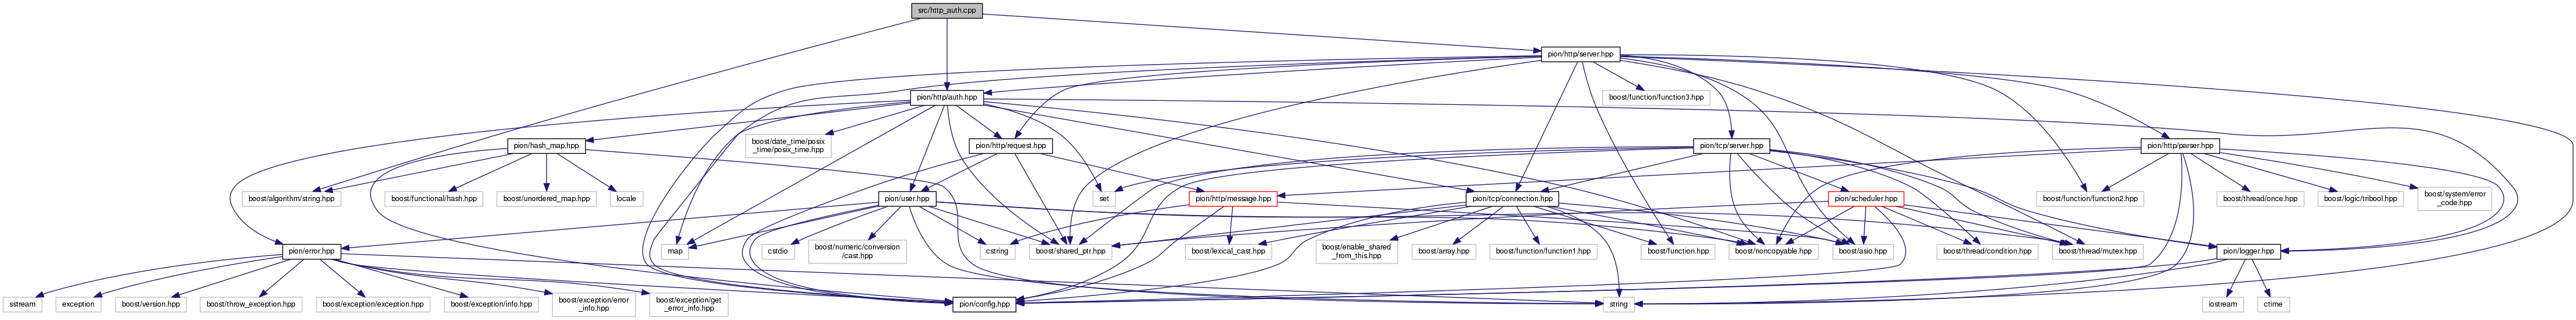 src/http_auth.cpp
pion/http/server.hpp
pion/http/auth.hpp
boost/function/function3.hpp
boost/date_time/posix
_time/posix_time.hpp
pion/hash_map.hpp
pion/http/request.hpp
pion/tcp/server.hpp
pion/http/parser.hpp
boost/algorithm/string.hpp
boost/functional/hash.hpp
boost/unordered_map.hpp
locale
pion/user.hpp
set
pion/http/message.hpp
pion/tcp/connection.hpp
pion/scheduler.hpp
boost/function/function2.hpp
boost/thread/once.hpp
boost/logic/tribool.hpp
boost/system/error
_code.hpp
pion/error.hpp
map
cstdio
boost/numeric/conversion
/cast.hpp
cstring
boost/shared_ptr.hpp
boost/lexical_cast.hpp
boost/enable_shared
_from_this.hpp
boost/array.hpp
boost/function/function1.hpp
boost/function.hpp
boost/noncopyable.hpp
boost/asio.hpp
boost/thread/condition.hpp
boost/thread/mutex.hpp
pion/logger.hpp
sstream
exception
boost/version.hpp
boost/throw_exception.hpp
boost/exception/exception.hpp
boost/exception/info.hpp
boost/exception/error
_info.hpp
boost/exception/get
_error_info.hpp
pion/config.hpp
string
iostream
ctime